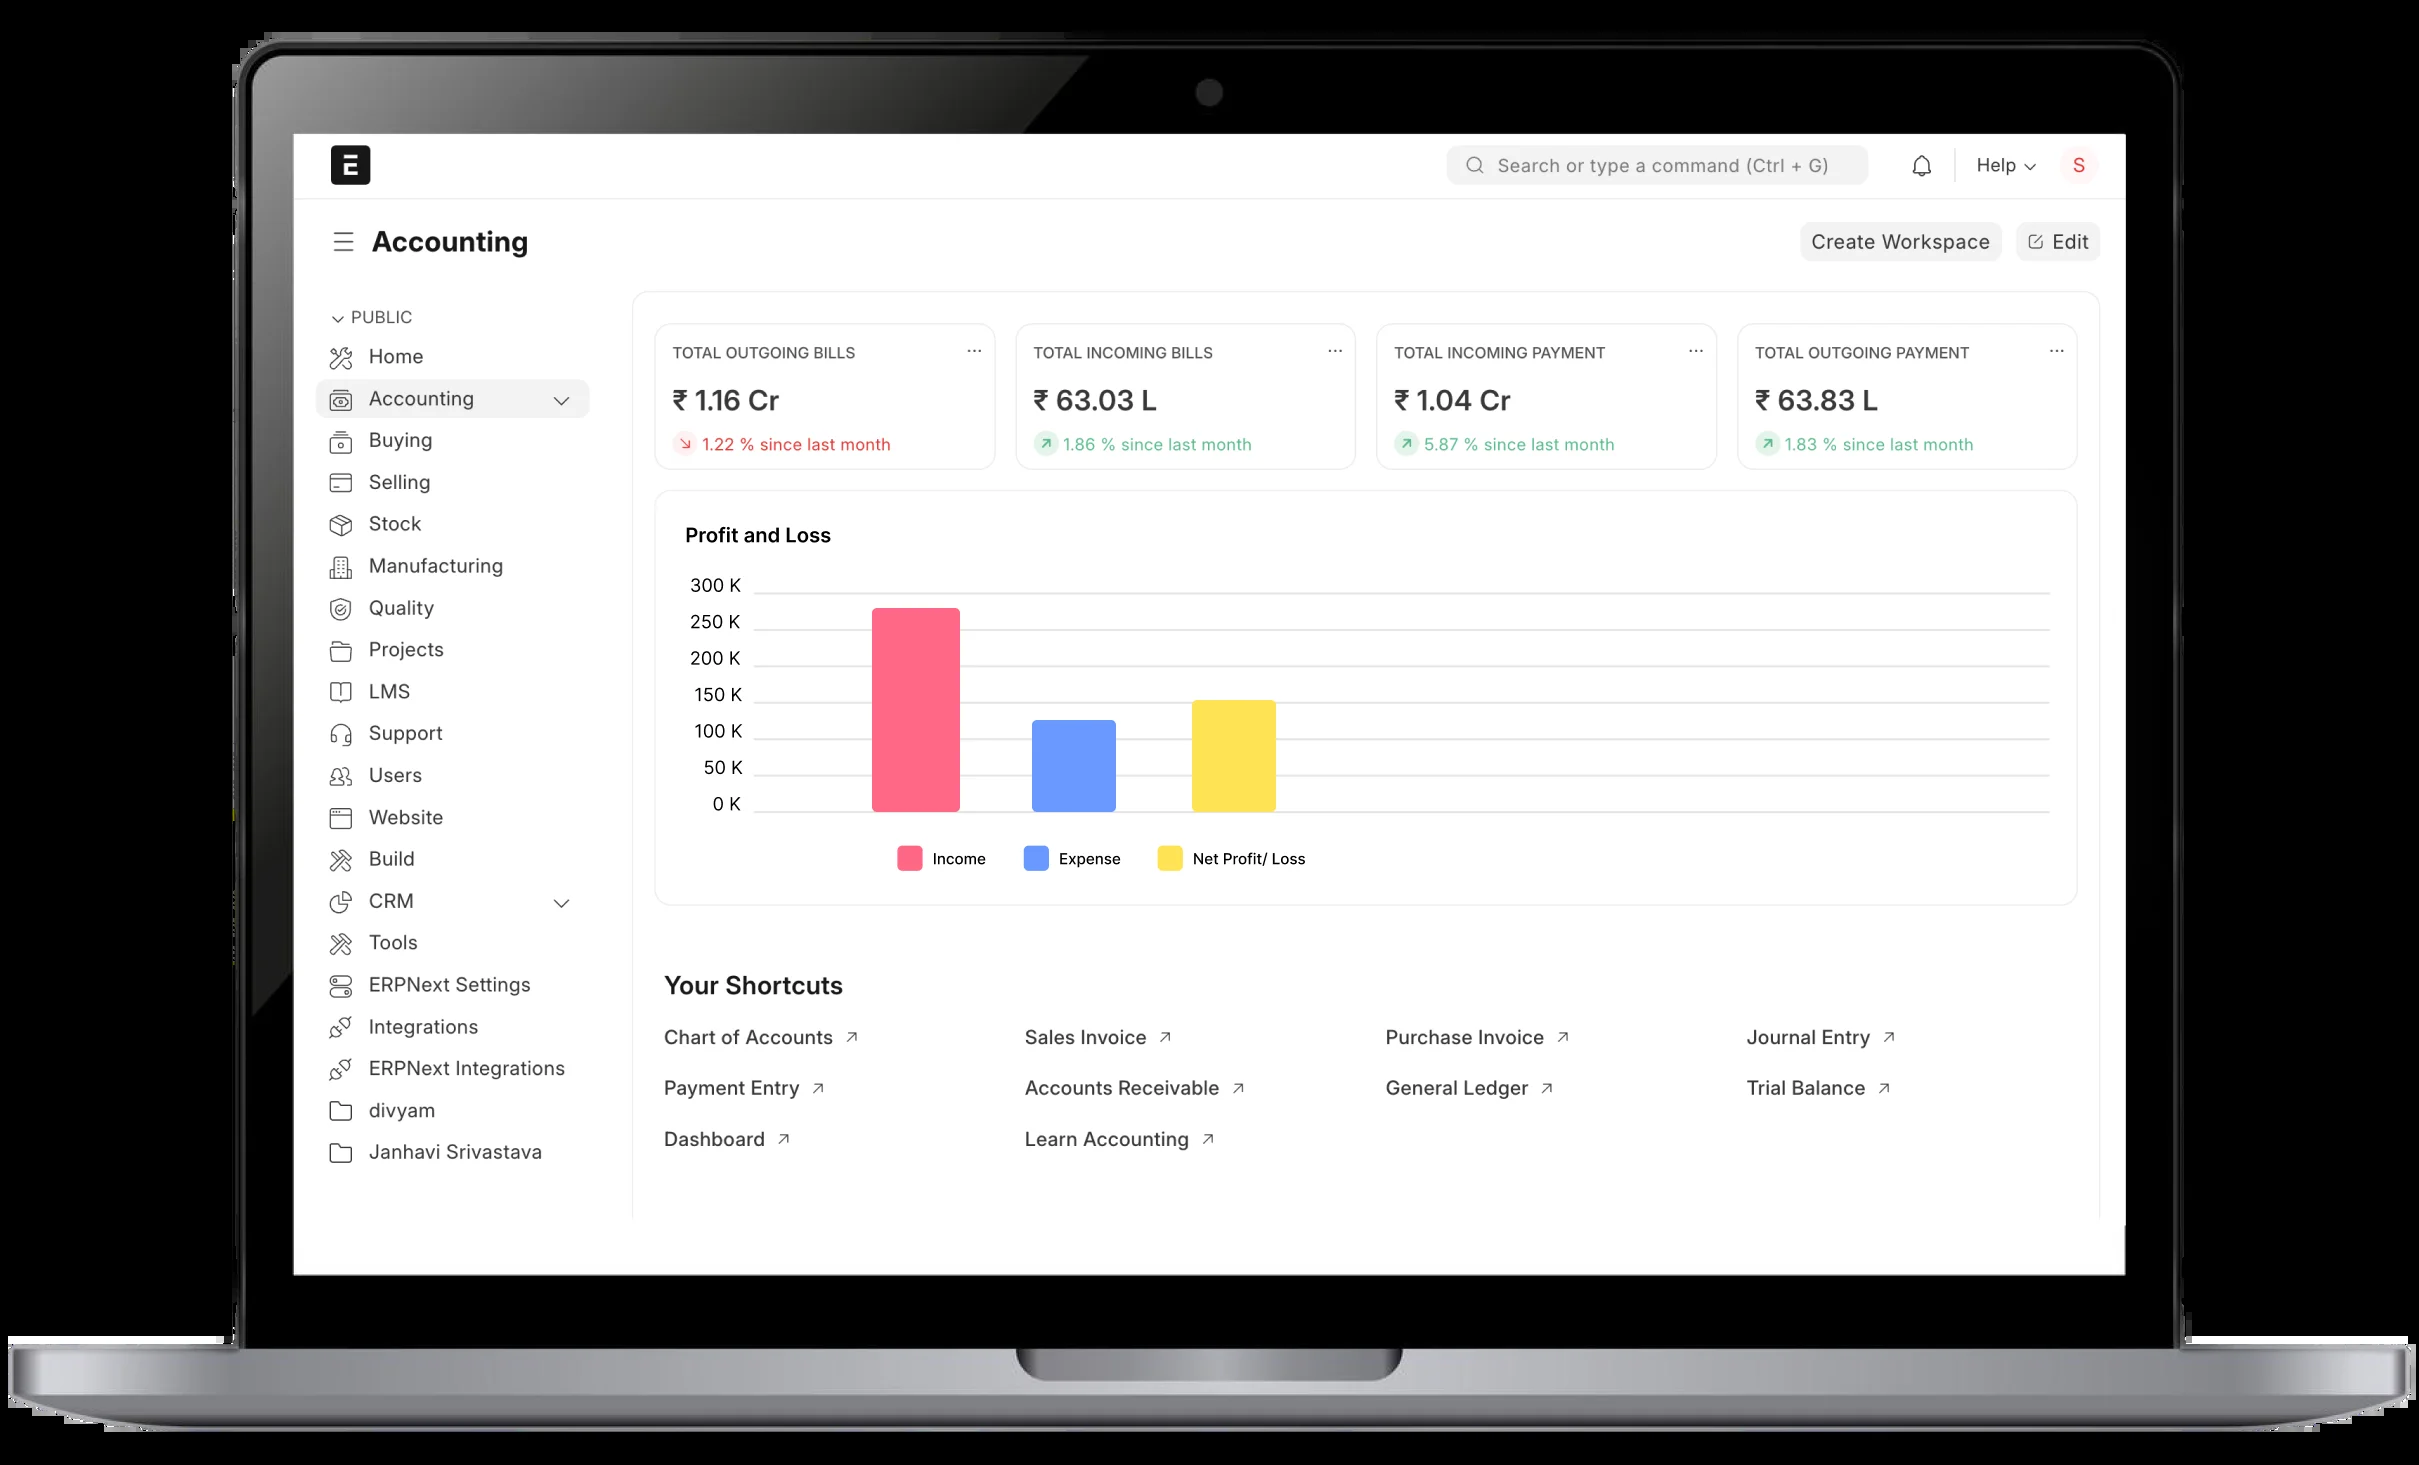 E
Search or type a command (Ctrl + G)
Help
S
Accounting
Create Workspace
Edit
PUBLIC
Home
Accounting
Buying
Selling
Stock
Manufacturing
Quality
Projects
LMS
Support
Users
Website
Build
CRM
Tools
ERPNext Settings
Integrations
ERPNext Integrations
divyam
Janhavi Srivastava
TOTAL OUTGOING BILLS
₹ 1.16 Cr
1.22 % since last month
TOTAL INCOMING BILLS
₹ 63.03 L
1.86 % since last month
TOTAL INCOMING PAYMENT
₹ 1.04 Cr
5.87 % since last month
TOTAL OUTGOING PAYMENT
₹ 63.83 L
1.83 % since last month
Profit and Loss
300 K
250 K
200 K
150 K
100 K
50 K
0 K
Income
Expense
Net Profit/ Loss
Your Shortcuts
Chart of Accounts
Sales Invoice
Purchase Invoice
Journal Entry
Payment Entry
Accounts Receivable
General Ledger
Trial Balance
Dashboard
Learn Accounting